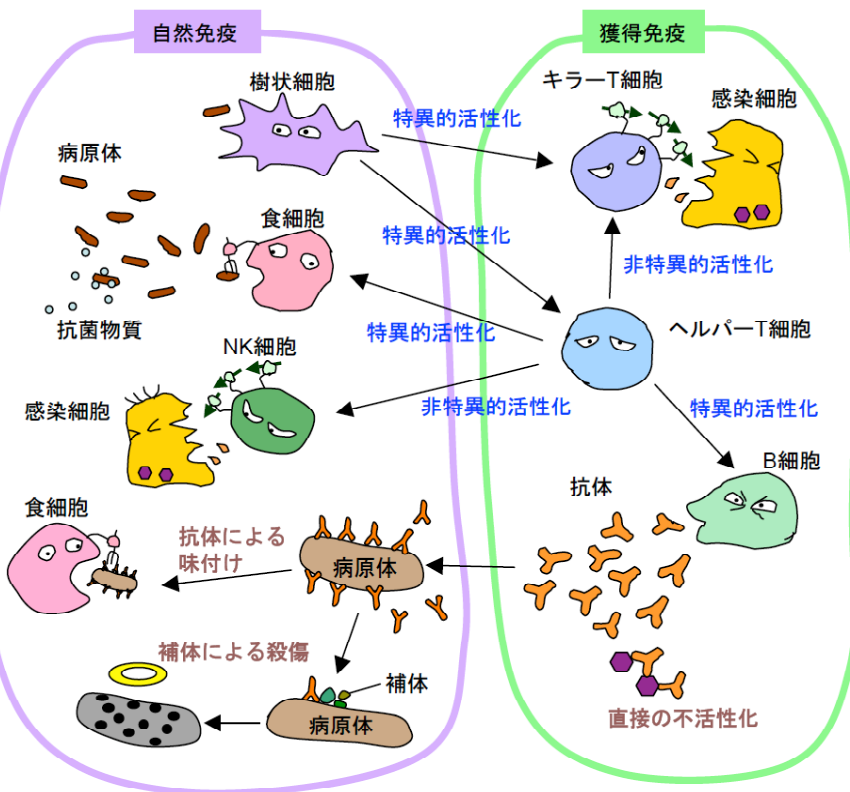 自然免疫
獲得免疫
樹状細胞
キラーT細胞
感染細胞
特異的活性化
病原体
食細胞
特異的活性化
非特異的活性化
抗菌物質
特異的活性化
ヘルパーT細胞
NK細胞
感染細胞
非特異的活性化
特異的活性化
B細胞
食細胞
抗体
抗体による
味付け
病原体
補体による殺傷
補体
病原体
直接の不活性化